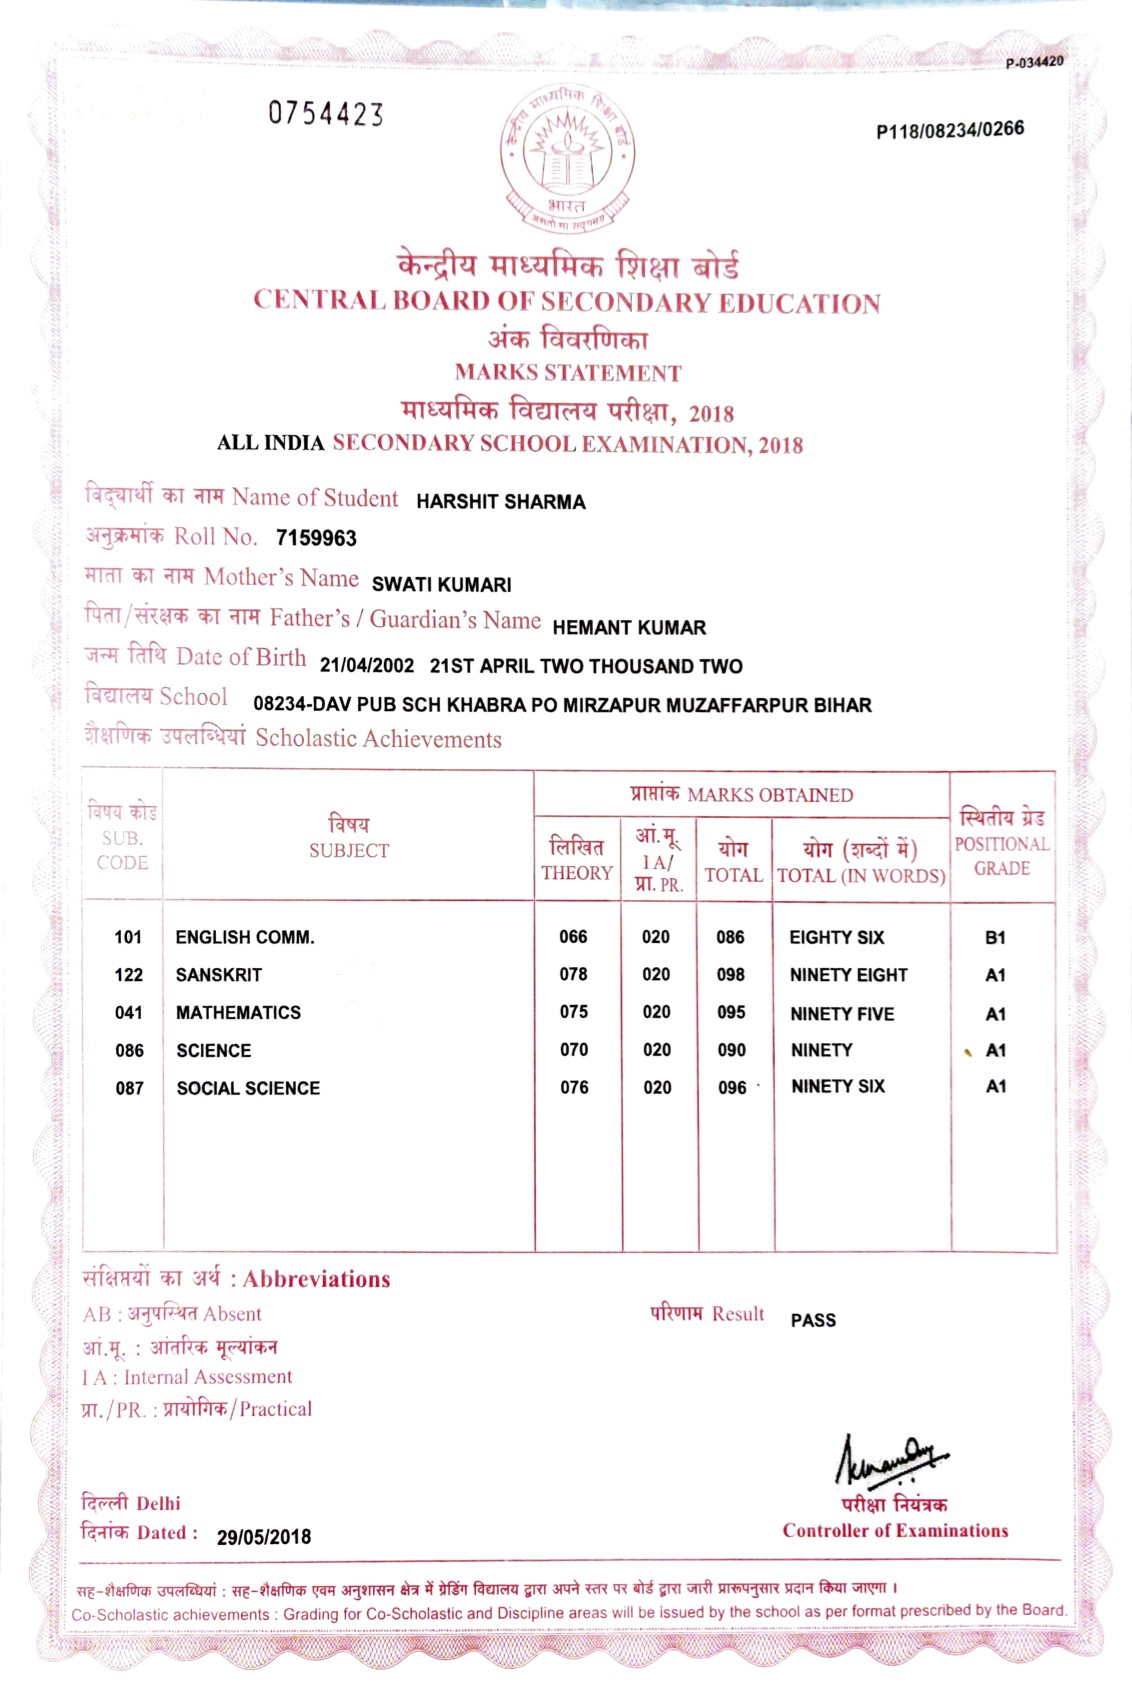 P-034420
0754423
P118/08234/0266
केन्द्रीय माध्यमिक शिक्षा बोर्ड
भारत
असतो मा सद्गमय
केन्द्रीय माध्यमिक शिक्षा बोर्ड
CENTRAL BOARD OF SECONDARY EDUCATION
अंक विवरणिका
MARKS STATEMENT
माध्यमिक विद्यालय परीक्षा, 2018
ALL INDIA SECONDARY SCHOOL EXAMINATION, 2018
विद्यार्थी का नाम Name of Student HARSHIT SHARMA
अनुक्रमांक Roll No. 7159963
माता का नाम Mother's Name SWATI KUMARI
पिता/संरक्षक का नाम Father's / Guardian's Name HEMANT KUMAR
जन्म तिथि Date of Birth 21/04/2002 21ST APRIL TWO THOUSAND TWO
विद्यालय School 08234-DAV PUB SCH KHABRA PO MIRZAPUR MUZAFFARPUR BIHAR
शैक्षणिक उपलब्धियां Scholastic Achievements
विषय कोड SUB. CODE
विषय SUBJECT
प्राप्तांक MARKS OBTAINED
लिखित THEORY
आं.मू. I A/ प्रा. PR.
योग TOTAL
योग (शब्दों में) TOTAL (IN WORDS)
स्थितीय ग्रेड POSITIONAL GRADE
101 ENGLISH COMM. 066 020 086 EIGHTY SIX B1
122 SANSKRIT 078 020 098 NINETY EIGHT A1
041 MATHEMATICS 075 020 095 NINETY FIVE A1
086 SCIENCE 070 020 090 NINETY A1
087 SOCIAL SCIENCE 076 020 096 NINETY SIX A1
संक्षिप्तियों का अर्थ : Abbreviations
AB : अनुपस्थित Absent
परिणाम Result PASS
आं.मू. : आंतरिक मूल्यांकन
I A : Internal Assessment
प्रा./PR. : प्रायोगिक/Practical
दिल्ली Delhi
दिनांक Dated : 29/05/2018
परीक्षा नियंत्रक
Controller of Examinations
सह-शैक्षणिक उपलब्धियां : सह-शैक्षणिक एवम अनुशासन क्षेत्र में ग्रेडिंग विद्यालय द्वारा अपने स्तर पर बोर्ड द्वारा जारी प्रारूपनुसार प्रदान किया जाएगा ।
Co-Scholastic achievements : Grading for Co-Scholastic and Discipline areas will be issued by the school as per format prescribed by the Board.